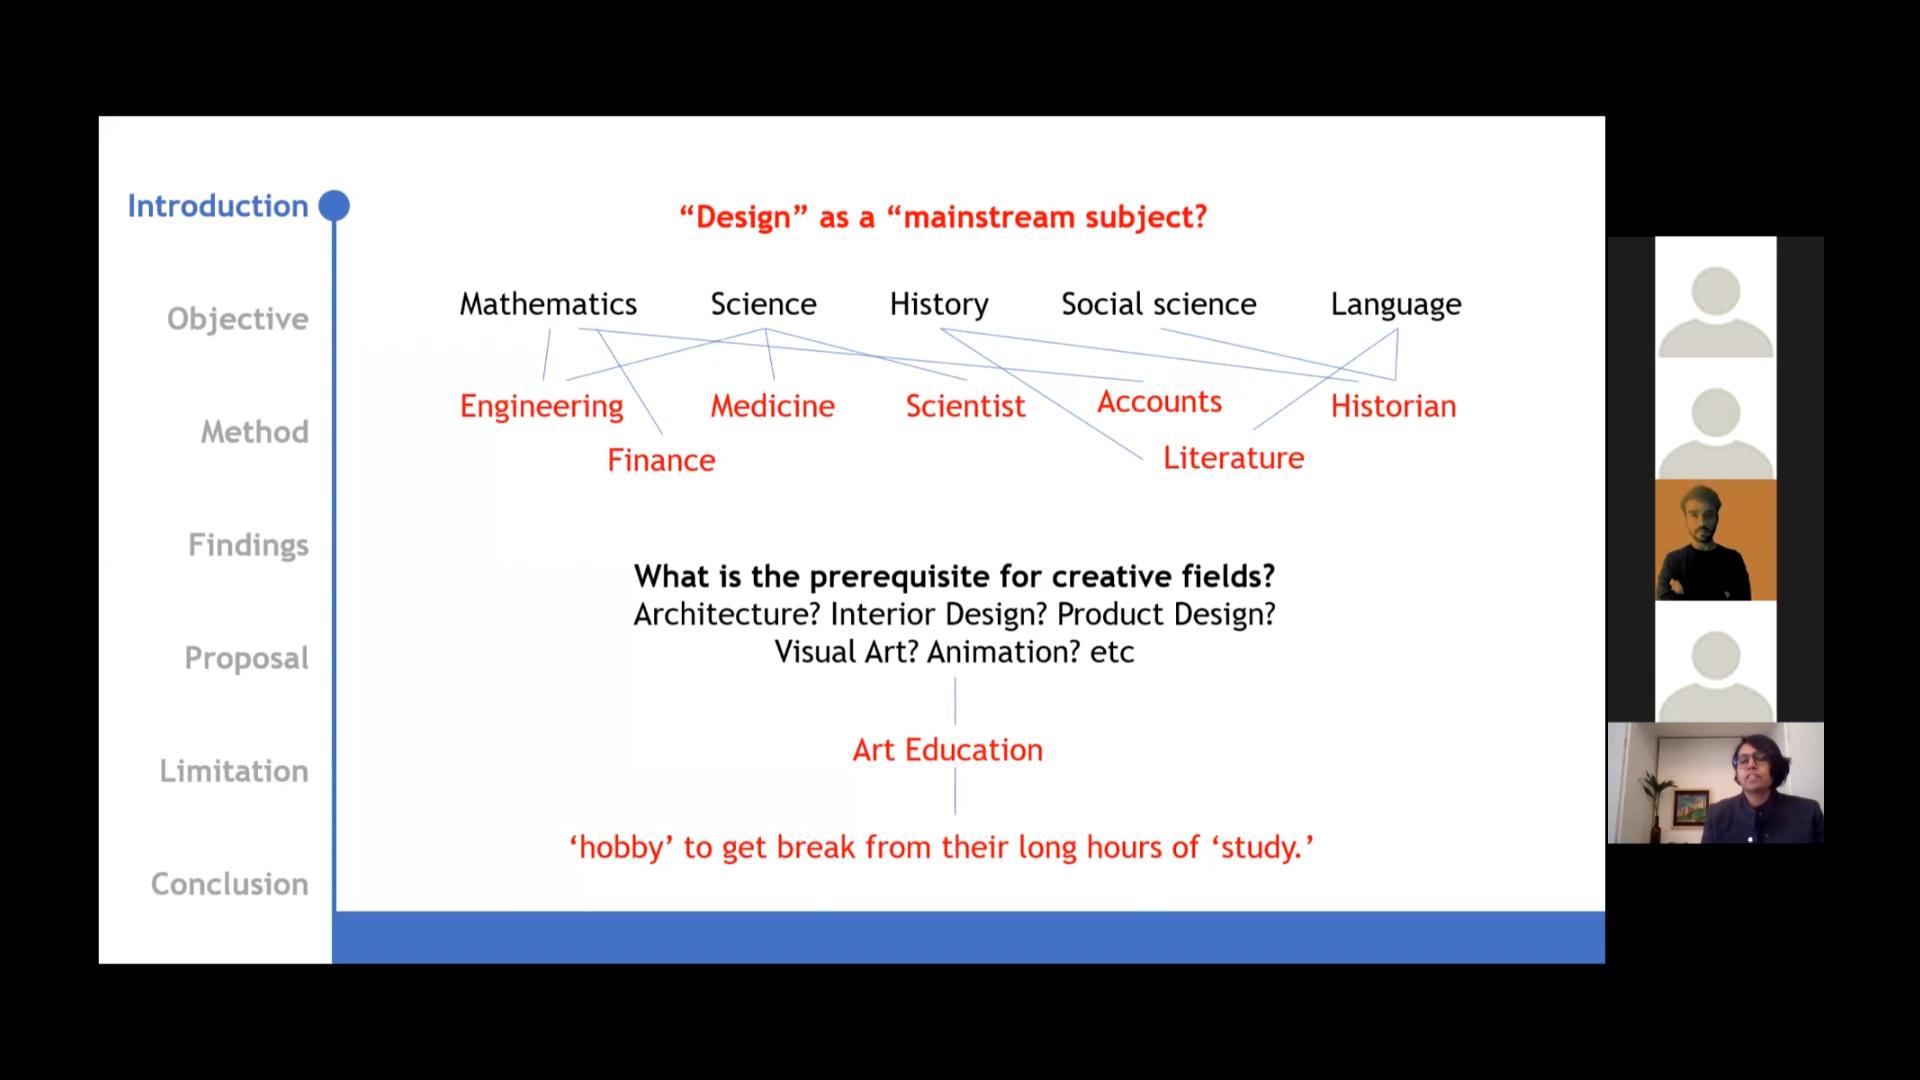 Introduction
Objective
Method
Findings
Proposal
Limitation
Conclusion
“Design” as a “mainstream subject?
Mathematics Science History Social science Language
Engineering Medicine Scientist Accounts Historian
Finance Literature
What is the prerequisite for creative fields?
Architecture? Interior Design? Product Design?
Visual Art? Animation? etc
Art Education
‘hobby’ to get break from their long hours of ‘study.’